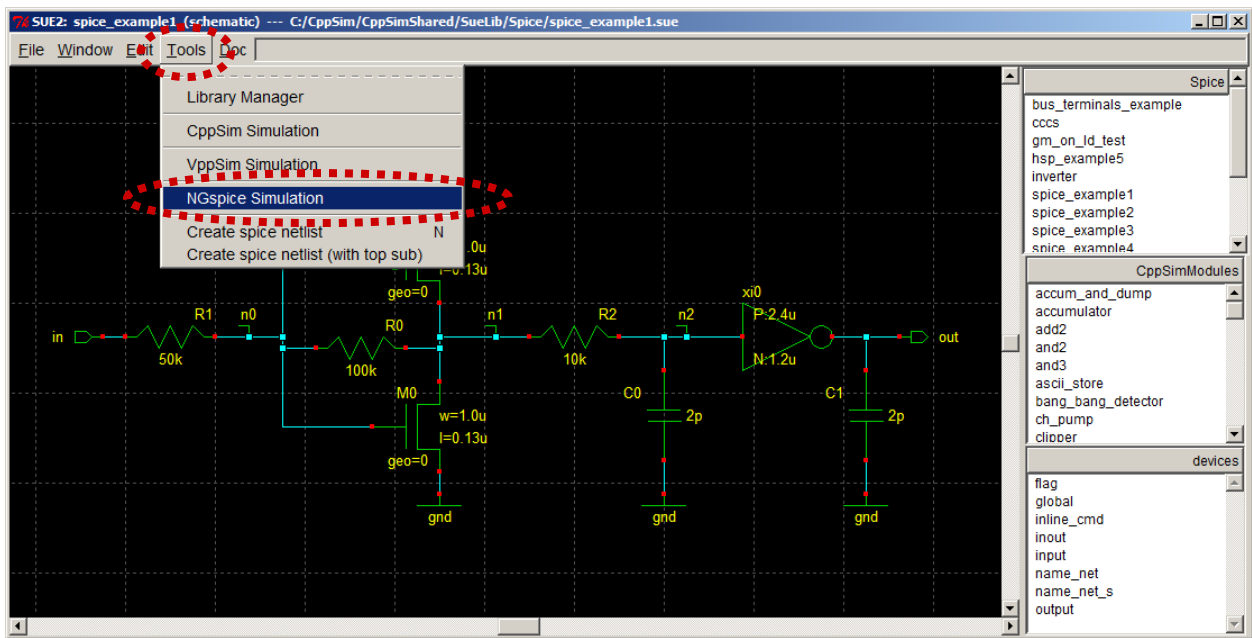 SUE2: spice_example1 (schematic) --- C:/CppSim/CppSimShared/SueLib/Spice/spice_example1.sue
File Window Edit Tools Doc
Library Manager
CppSim Simulation
VppSim Simulation
NGspice Simulation
Create spice netlist N
Create spice netlist (with top sub)
.0u
l=0.13u
geo=0
in
R1
50k
n0
R0
100k
n1
R2
10k
n2
xi0
P:2.4u
N:1.2u
out
M0
w=1.0u
l=0.13u
geo=0
C0
2p
C1
2p
gnd
gnd
gnd
Spice
bus_terminals_example
cccs
gm_on_Id_test
hsp_example5
inverter
spice_example1
spice_example2
spice_example3
spice_example4
CppSimModules
accum_and_dump
accumulator
add2
and2
and3
ascii_store
bang_bang_detector
ch_pump
clipper
devices
flag
global
inline_cmd
inout
input
name_net
name_net_s
output